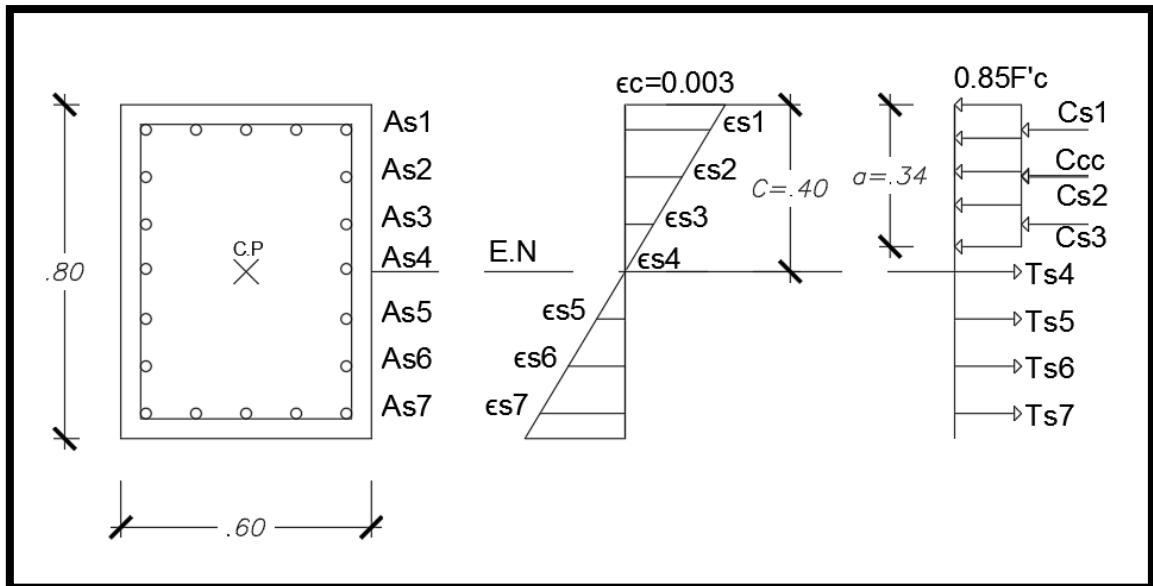 ϵc=0.003
0.85F'c
As1
ϵs1
Cs1
As2
ϵs2
C=.40
a=.34
Ccc
Cs2
As3
ϵs3
Cs3
C.P
.80
As4
E.N
ϵs4
Ts4
As5
ϵs5
Ts5
As6
ϵs6
Ts6
As7
ϵs7
Ts7
.60